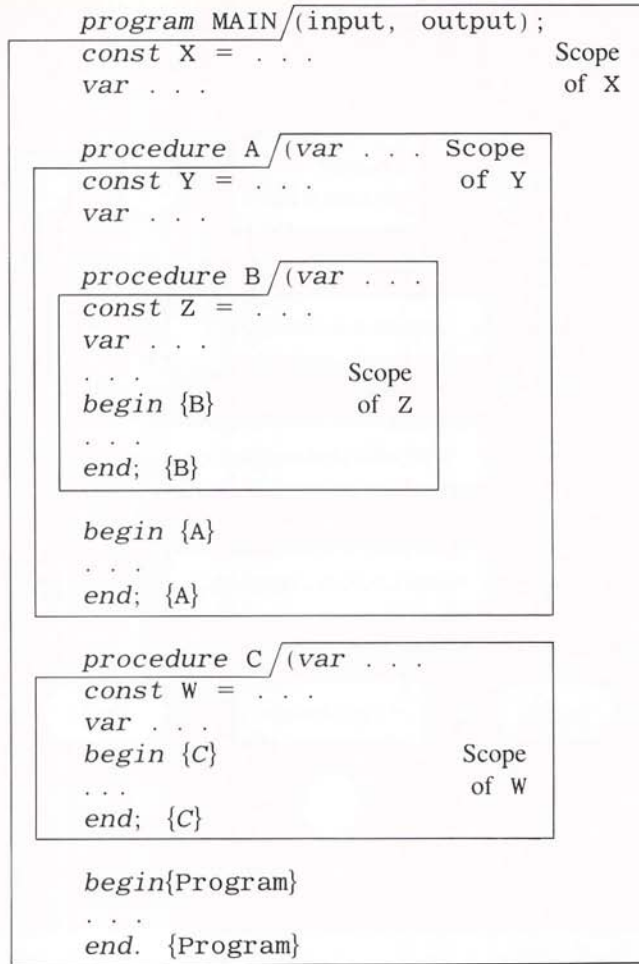 program MAIN (input, output);
const X = . . . Scope
var . . . of X
procedure A (var . . . Scope
const Y = . . . of Y
var . . .
procedure B (var . . .
const Z = . . .
var . . .
. . . Scope
begin {B} of Z
. . .
end; {B}
begin {A}
. . .
end; {A}
procedure C (var . . .
const W = . . .
var . . .
begin {C} Scope
. . . of W
end; {C}
begin{Program}
. . .
end. {Program}